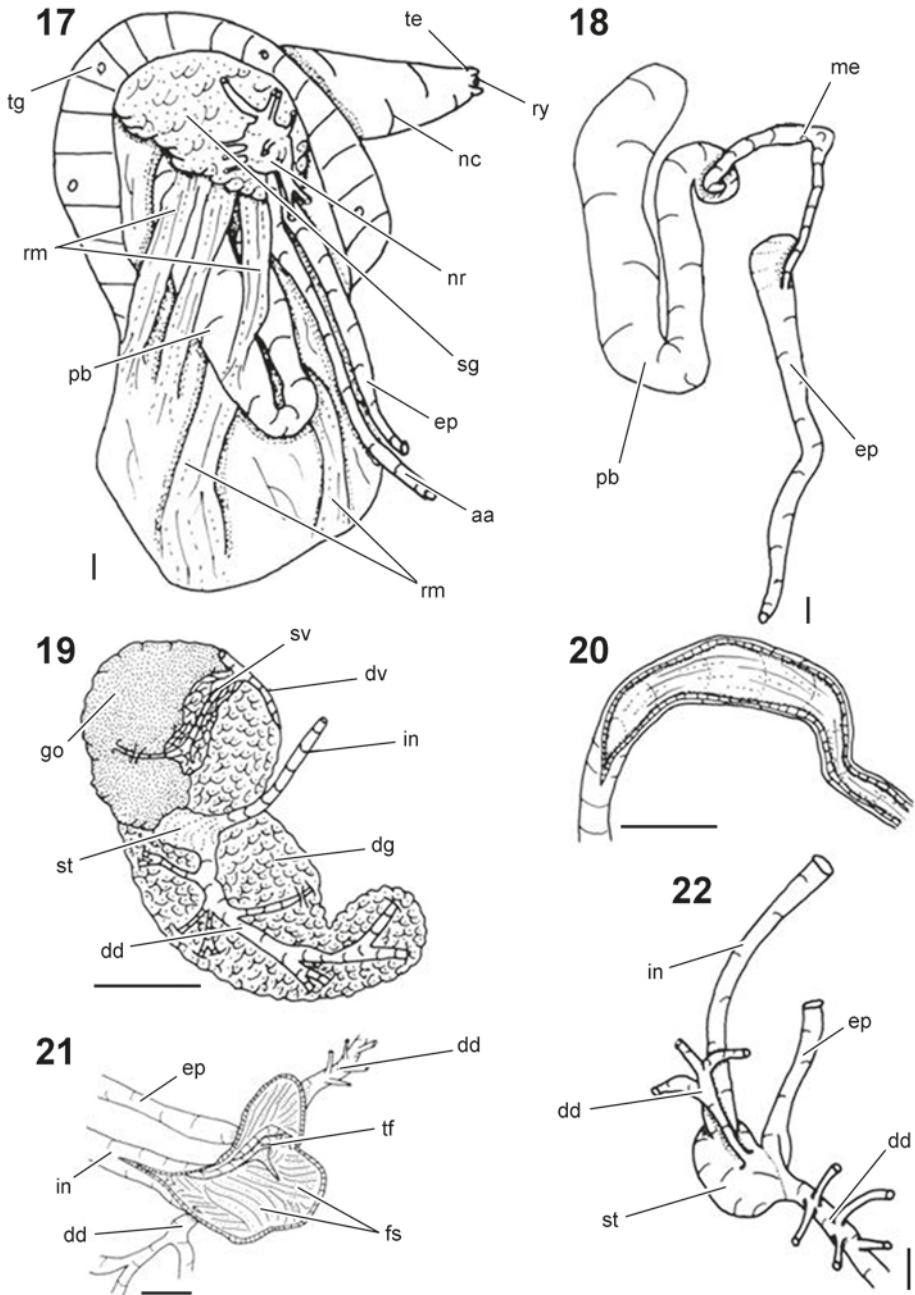 17
te
ry
tg
nc
rm
nr
sg
pb
ep
aa
rm
18
me
pb
ep
19
sv
dv
go
in
st
dg
dd
20
21
ep
dd
tf
in
dd
fs
22
in
ep
dd
dd
st